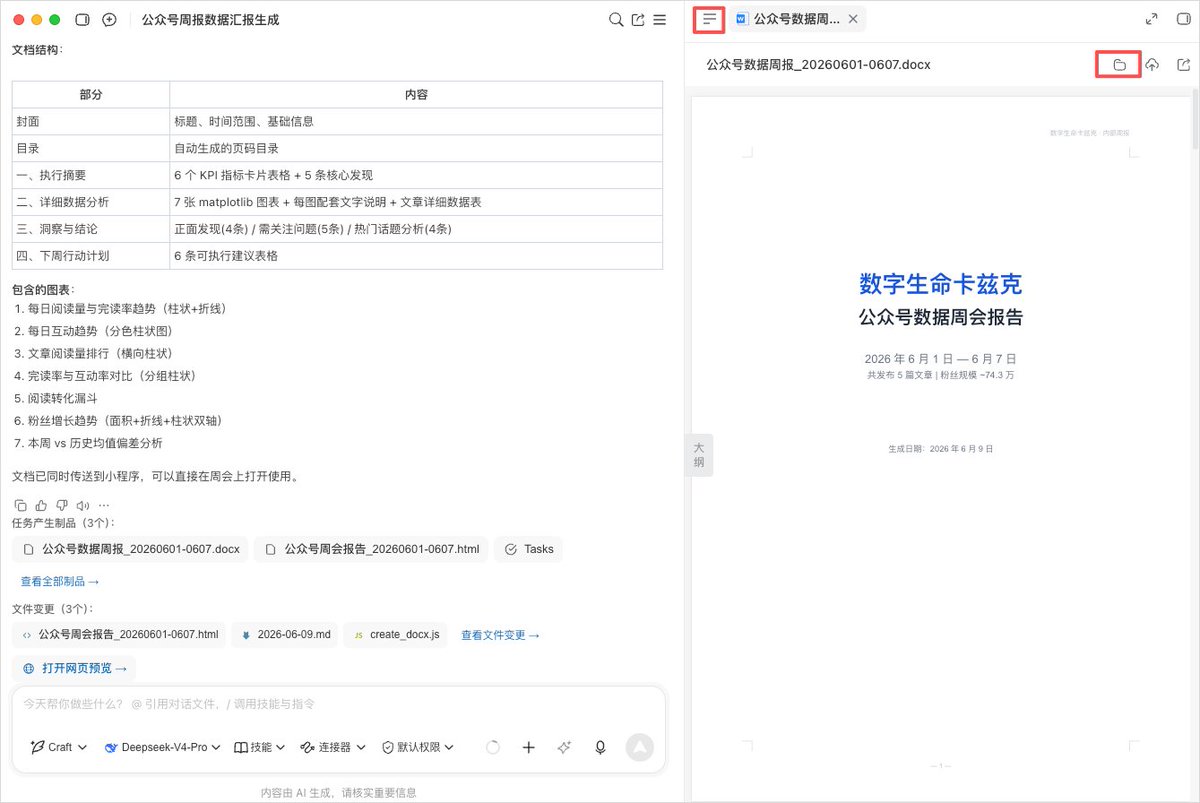 公众号周报数据汇报生成
文档结构：
部分 内容
封面 标题、时间范围、基础信息
目录 自动生成的页码目录
一、执行摘要 6 个 KPI 指标卡片表格 + 5 条核心发现
二、详细数据分析 7 张 matplotlib 图表 + 每图配套文字说明 + 文章详细数据表
三、洞察与结论 正面发现(4条) / 需关注问题(5条) / 热门话题分析(4条)
四、下周行动计划 6 条可执行建议表格
包含的图表：
1. 每日阅读量与完读率趋势（柱状+折线）
2. 每日互动趋势（分色柱状图）
3. 文章阅读量排行（横向柱状）
4. 完读率与互动率对比（分组柱状）
5. 阅读转化漏斗
6. 粉丝增长趋势（面积+折线+柱状双轴）
7. 本周 vs 历史均值偏差分析
文档已同时传送到小程序，可以直接在周会上打开使用。
任务产生制品（3个）：
公众号数据周报_20260601-0607.docx 公众号周会报告_20260601-0607.html Tasks
查看全部制品 →
文件变更（3个）：
公众号周会报告_20260601-0607.html 2026-06-09.md JS create_docx.js 查看文件变更 →
打开网页预览 →
今天帮你做些什么？ @ 引用对话文件，/ 调用技能与指令
Craft Deepseek-V4-Pro 技能 连接器 默认权限
内容由 AI 生成，请核实重要信息
公众号数据周...
公众号数据周报_20260601-0607.docx
数字生命卡兹克 · 内部周报
数字生命卡兹克
公众号数据周会报告
2026 年 6 月 1 日 — 6 月 7 日
共发布 5 篇文章 | 粉丝规模 ~74.3 万
大纲
生成日期：2026 年 6 月 9 日
— 1 —